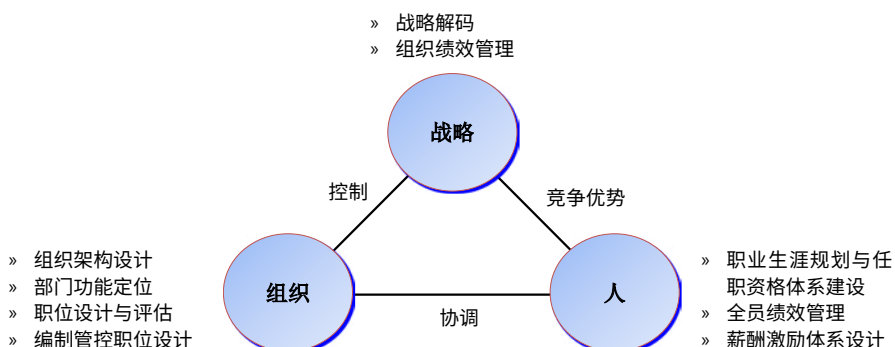 » 战略解码
» 组织绩效管理
战略
控制
竞争优势
» 组织架构设计
» 部门功能定位
» 职位设计与评估
» 编制管控职位设计
组织
协调
人
» 职业生涯规划与任
职资格体系建设
» 全员绩效管理
» 薪酬激励体系设计